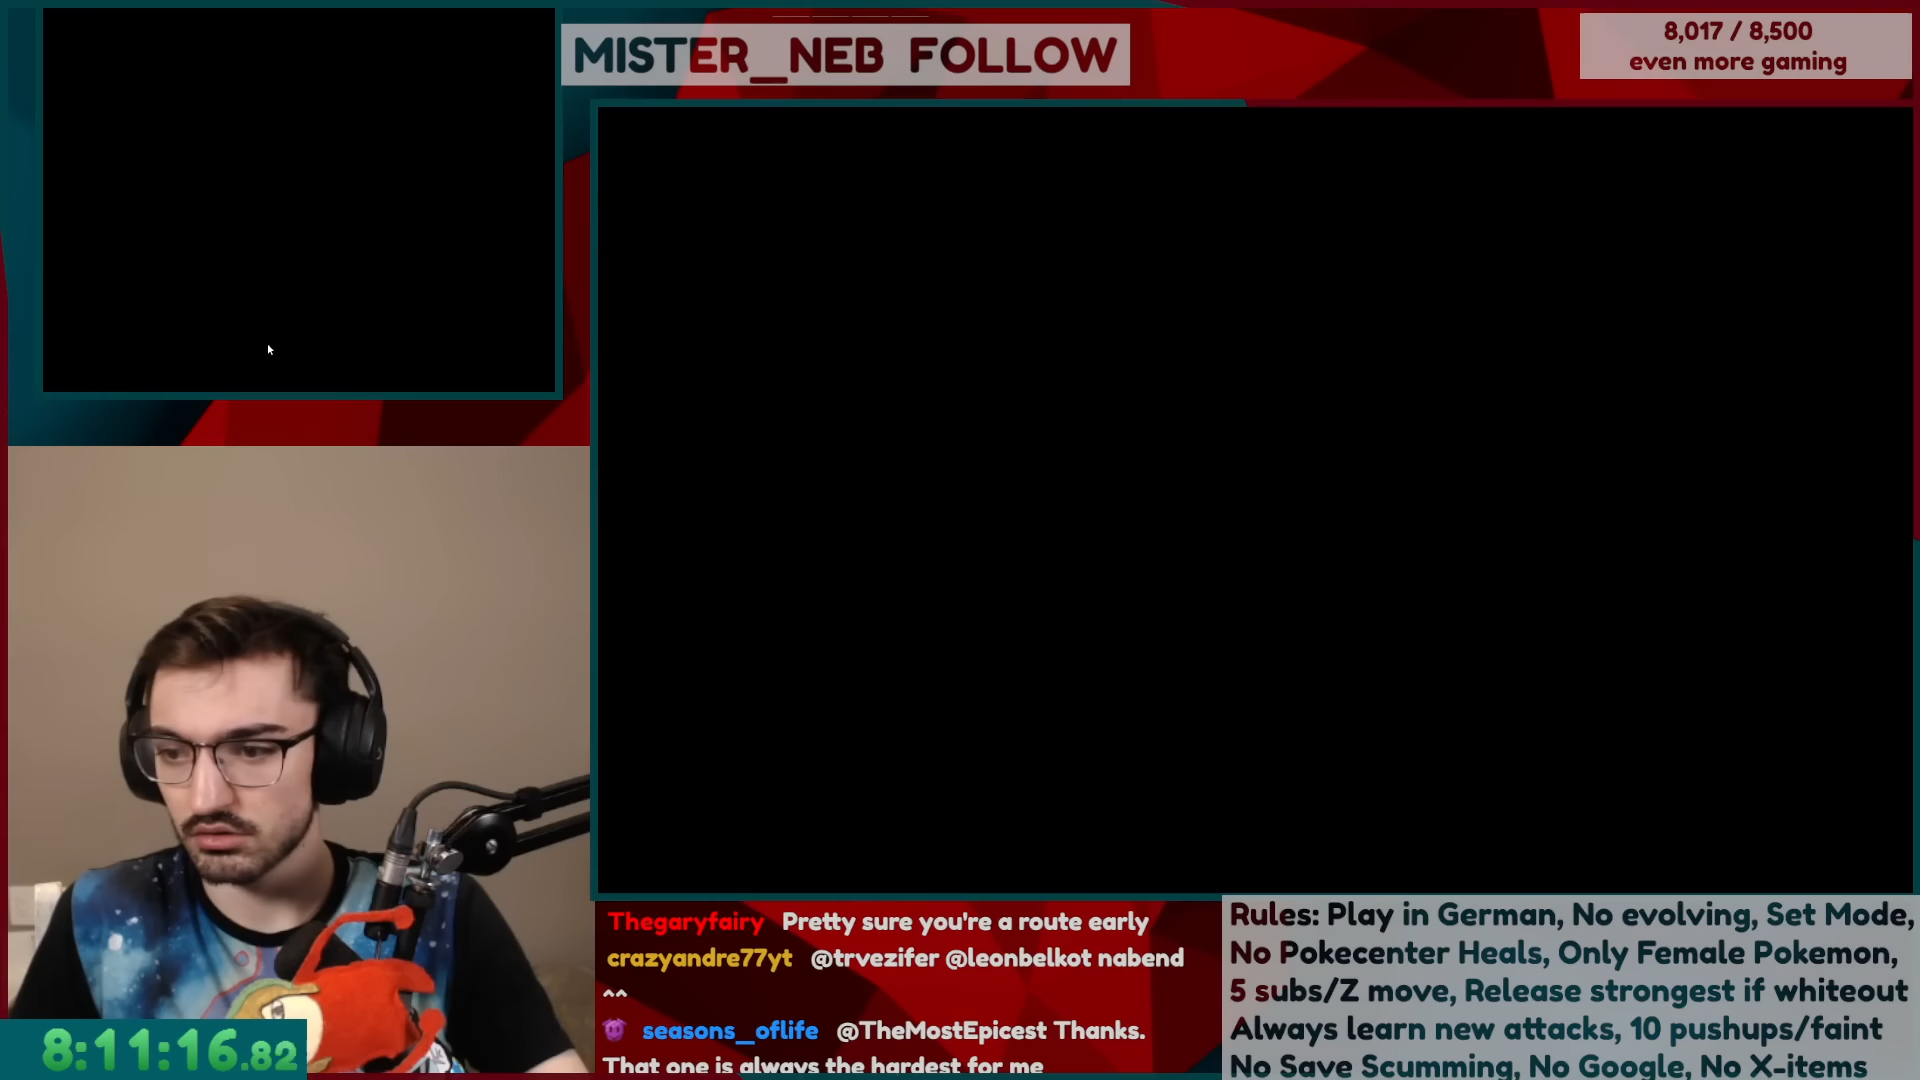 MISTER_NEB FOLLOW
8,017 / 8,500
even more gaming
Thegaryfairy Pretty sure you're a route early
crazyandre77yt @trvezifer @leonbelkot nabend
^^
seasons_oflife @TheMostEpicest Thanks.
That one is always the hardest for me
Rules: Play in German, No evolving, Set Mode,
No Pokecenter Heals, Only Female Pokemon,
5 subs/Z move, Release strongest if whiteout
Always learn new attacks, 10 pushups/faint
No Save Scumming, No Google, No X-items
8:11:16.82